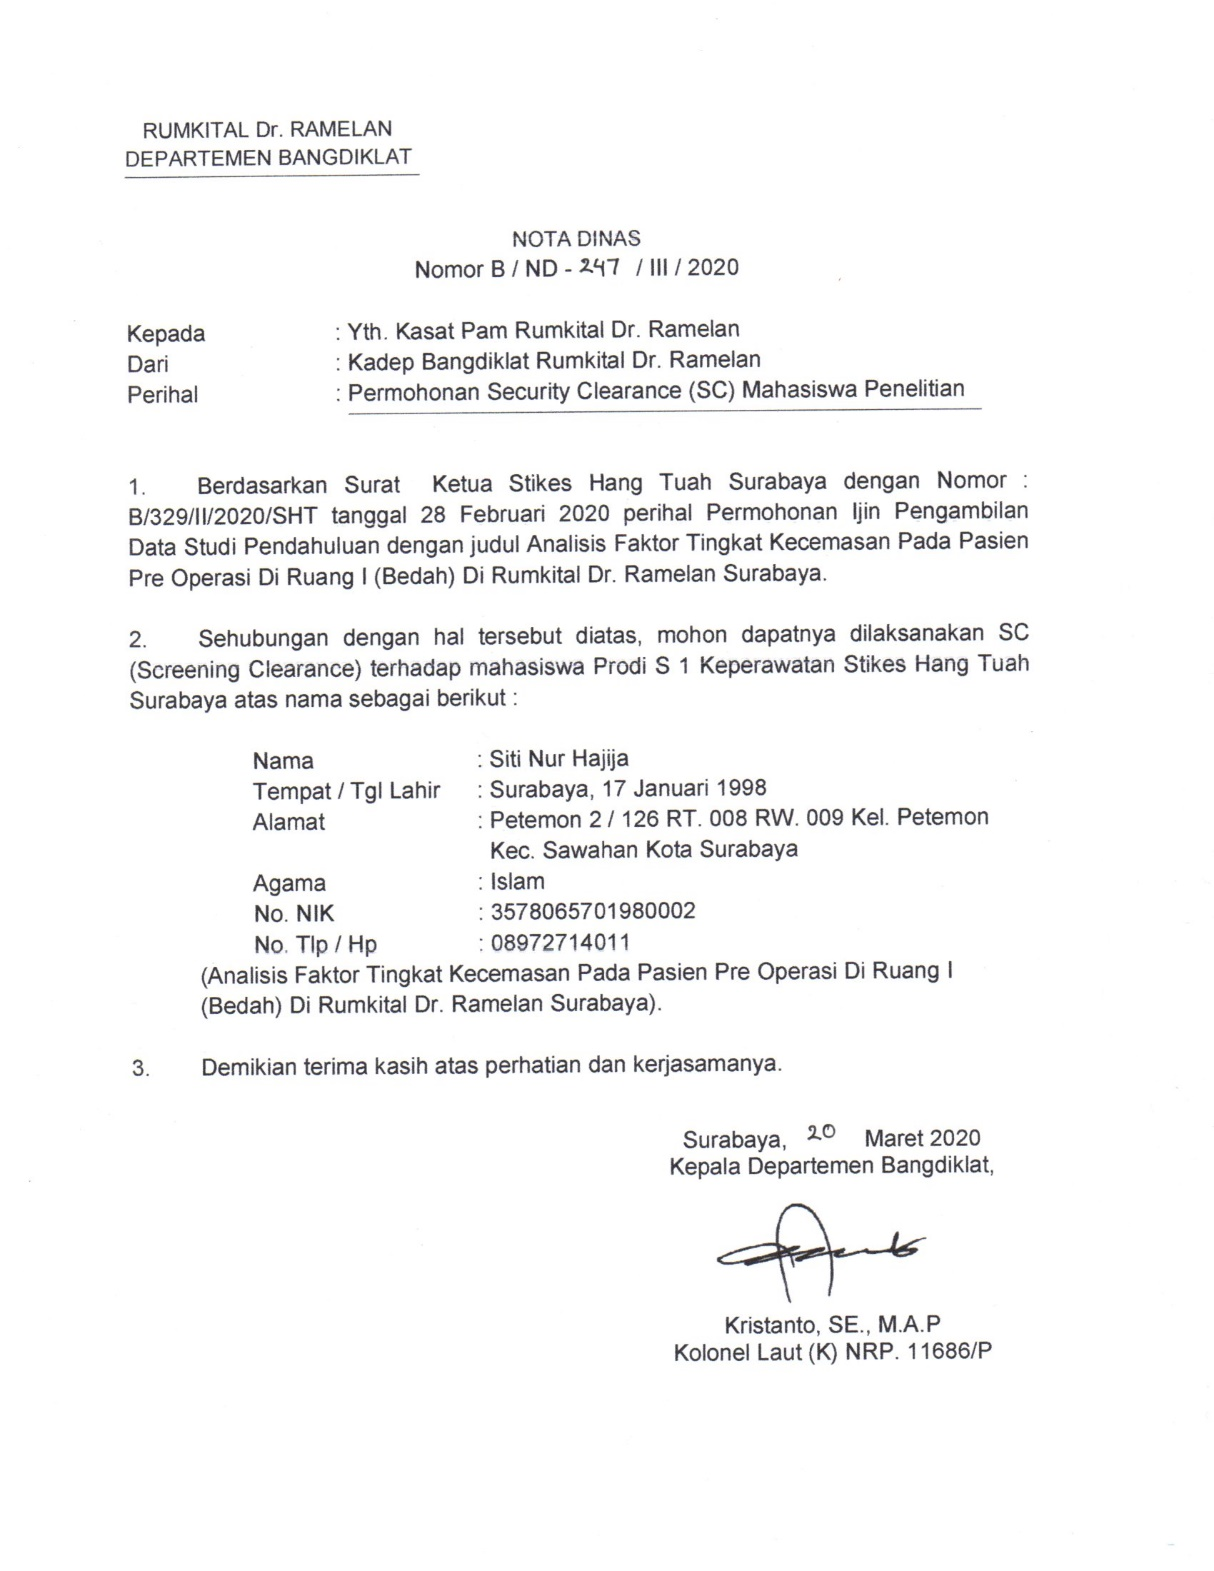 RUMKITAL Dr. RAMELAN
DEPARTEMEN BANGDIKLAT
NOTA DINAS
Nomor B / ND - 247 / III / 2020
Kepada : Yth. Kasat Pam Rumkital Dr. Ramelan
Dari : Kadep Bangdiklat Rumkital Dr. Ramelan
Perihal : Permohonan Security Clearance (SC) Mahasiswa Penelitian
1. Berdasarkan Surat Ketua Stikes Hang Tuah Surabaya dengan Nomor :
B/329/II/2020/SHT tanggal 28 Februari 2020 perihal Permohonan Ijin Pengambilan
Data Studi Pendahuluan dengan judul Analisis Faktor Tingkat Kecemasan Pada Pasien
Pre Operasi Di Ruang I (Bedah) Di Rumkital Dr. Ramelan Surabaya.
2. Sehubungan dengan hal tersebut diatas, mohon dapatnya dilaksanakan SC
(Screening Clearance) terhadap mahasiswa Prodi S 1 Keperawatan Stikes Hang Tuah
Surabaya atas nama sebagai berikut :
Nama : Siti Nur Hajija
Tempat / Tgl Lahir : Surabaya, 17 Januari 1998
Alamat : Petemon 2 / 126 RT. 008 RW. 009 Kel. Petemon
Kec. Sawahan Kota Surabaya
Agama : Islam
No. NIK : 3578065701980002
No. Tlp / Hp : 08972714011
(Analisis Faktor Tingkat Kecemasan Pada Pasien Pre Operasi Di Ruang I
(Bedah) Di Rumkital Dr. Ramelan Surabaya).
3. Demikian terima kasih atas perhatian dan kerjasamanya.
Surabaya, 20 Maret 2020
Kepala Departemen Bangdiklat,
Kristanto, SE., M.A.P
Kolonel Laut (K) NRP. 11686/P